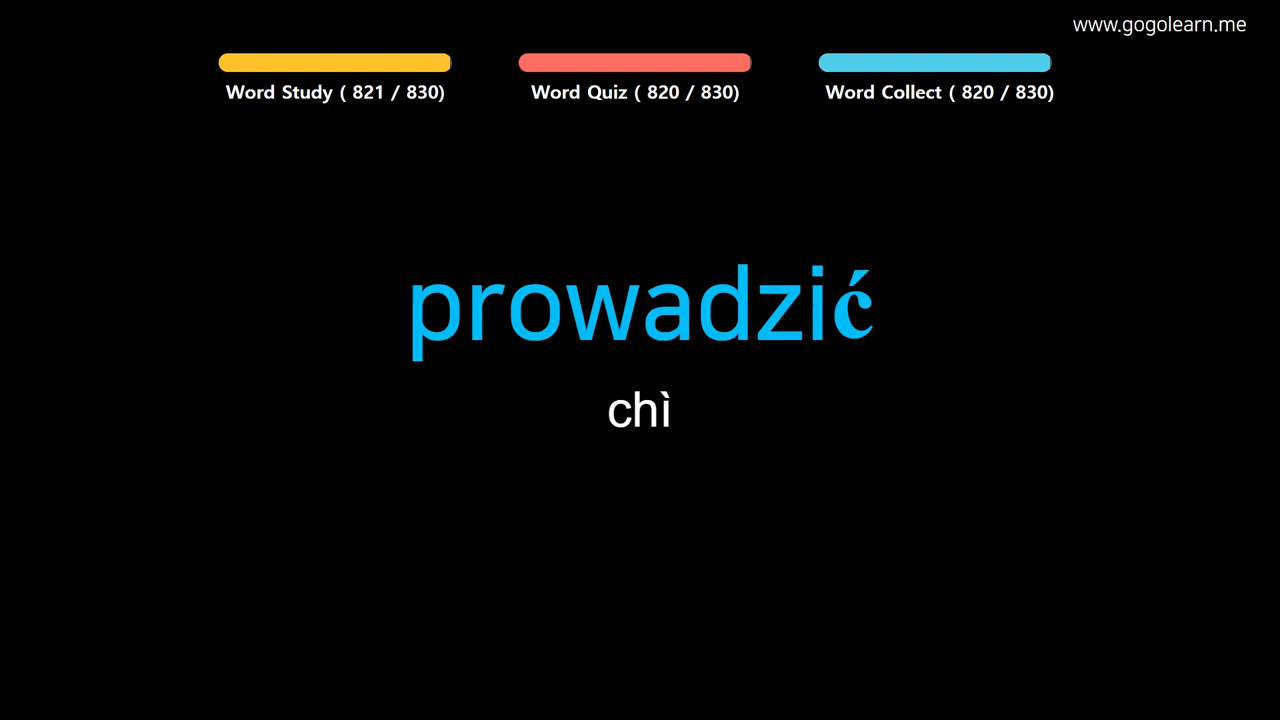 www.gogolearn.me
Word Study ( 821 / 830)
Word Quiz ( 820 / 830)
Word Collect ( 820 / 830)
prowadzić
chì